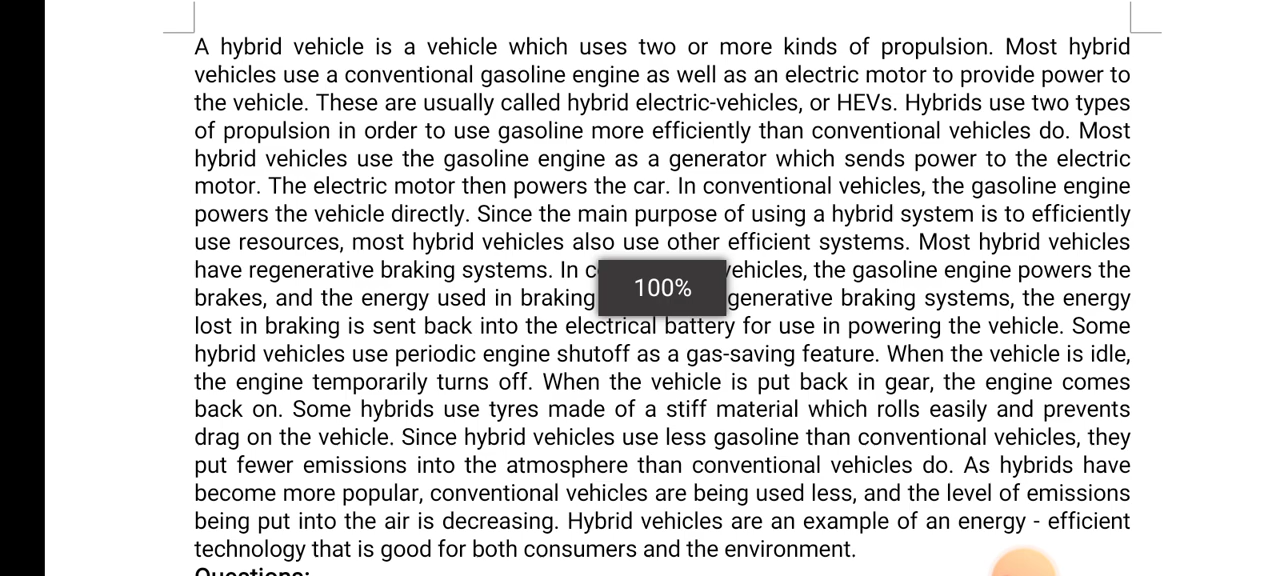 A hybrid vehicle is a vehicle which uses two or more kinds of propulsion. Most hybrid
vehicles use a conventional gasoline engine as well as an electric motor to provide power to
the vehicle. These are usually called hybrid electric-vehicles, or HEVs. Hybrids use two types
of propulsion in order to use gasoline more efficiently than conventional vehicles do. Most
hybrid vehicles use the gasoline engine as a generator which sends power to the electric
motor. The electric motor then powers the car. In conventional vehicles, the gasoline engine
powers the vehicle directly. Since the main purpose of using a hybrid system is to efficiently
use resources, most hybrid vehicles also use other efficient systems. Most hybrid vehicles
have regenerative braking systems. In vehicles, the gasoline engine powers the
100%
brakes, and the energy used in braking generative braking systems, the energy
lost in braking is sent back into the electrical battery for use in powering the vehicle. Some
hybrid vehicles use periodic engine shutoff as a gas-saving feature. When the vehicle is idle,
the engine temporarily turns off. When the vehicle is put back in gear, the engine comes
back on. Some hybrids use tyres made of a stiff material which rolls easily and prevents
drag on the vehicle. Since hybrid vehicles use less gasoline than conventional vehicles, they
put fewer emissions into the atmosphere than conventional vehicles do. As hybrids have
become more popular, conventional vehicles are being used less, and the level of emissions
being put into the air is decreasing. Hybrid vehicles are an example of an energy - efficient
technology that is good for both consumers and the environment.
Questions: